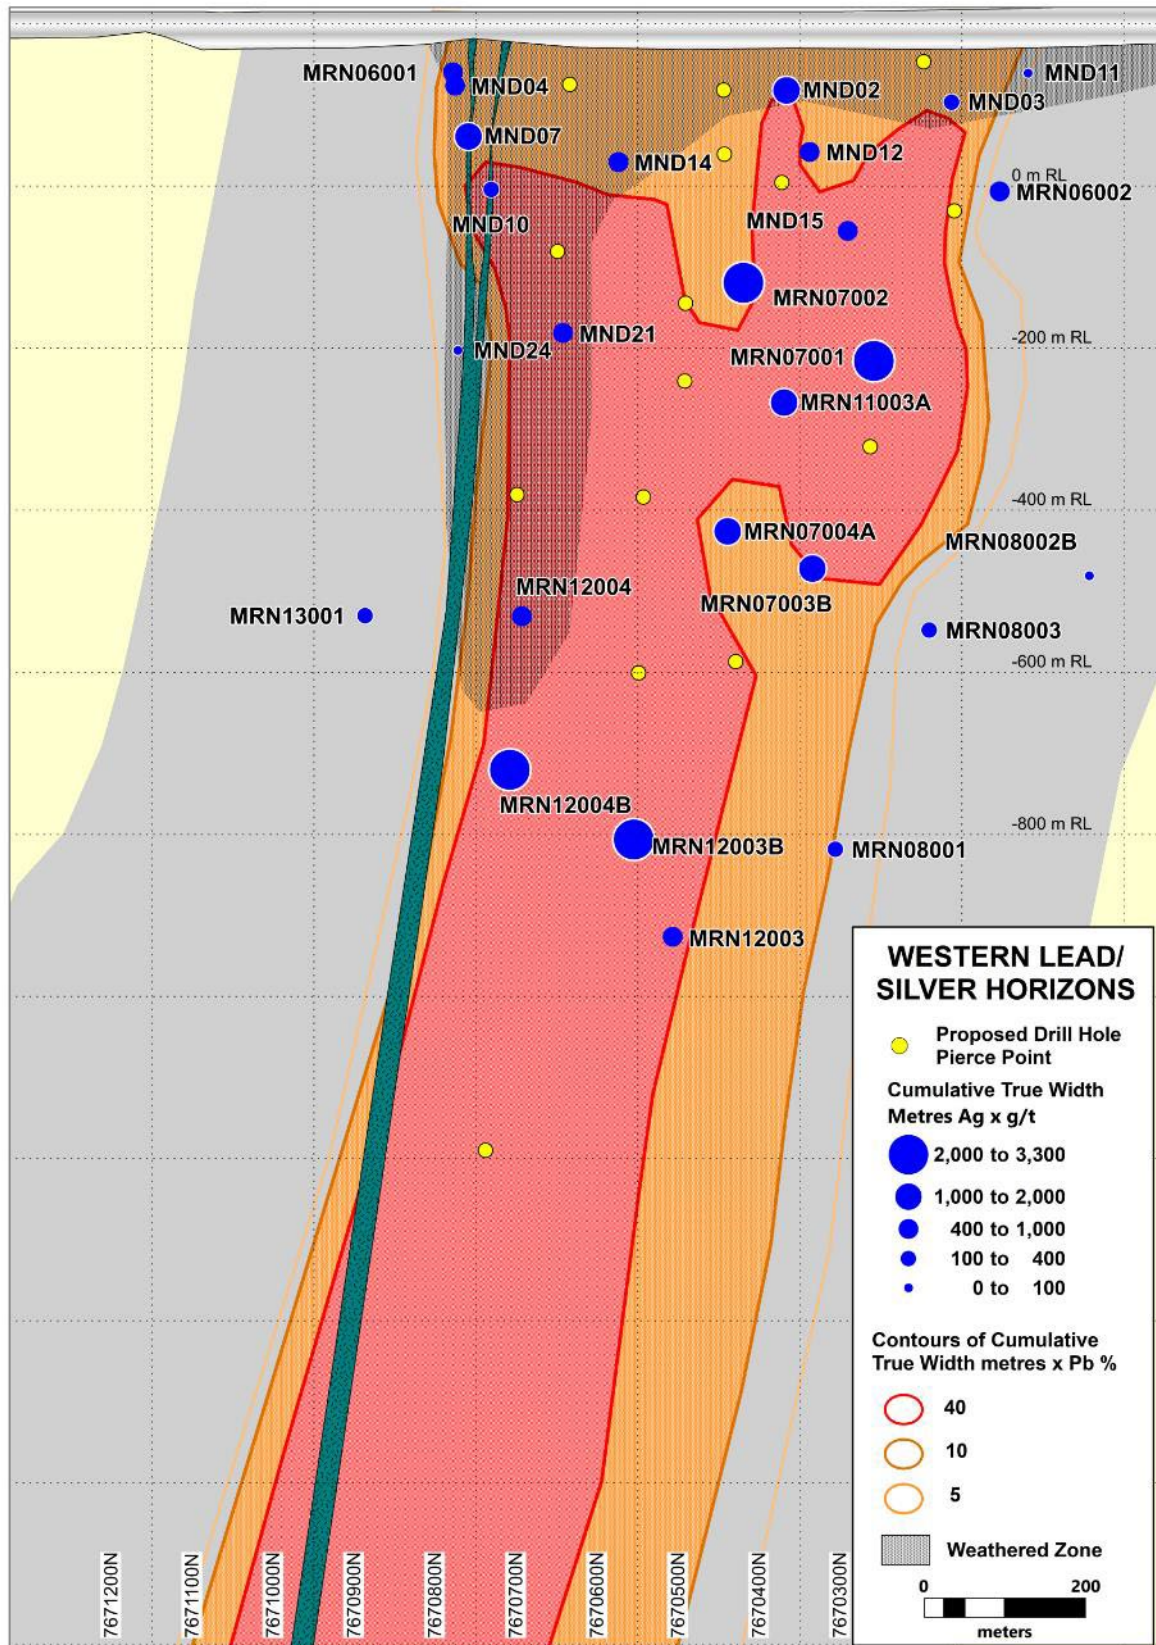 MRN06001
MND11
MND04
MND02
MND03
MND07
MND14
MND12
0 m RL
MRN06002
MND10
MND15
MRN07002
MND21
-200 m RL
MND24
MRN07001
MRN11003A
-400 m RL
MRN07004A
MRN08002B
MRN12004
MRN07003B
MRN13001
MRN08003
-600 m RL
MRN12004B
-800 m RL
MRN12003B
MRN08001
MRN12003
WESTERN LEAD/
SILVER HORIZONS
Proposed Drill Hole
Pierce Point
Cumulative True Width
Metres Ag x g/t
2,000 to 3,300
1,000 to 2,000
400 to 1,000
100 to 400
0 to 100
Contours of Cumulative
True Width metres x Pb %
40
10
5
Weathered Zone
0 200
meters
7671200N
7671100N
7671000N
7670900N
7670800N
7670700N
7670600N
7670500N
7670400N
7670300N